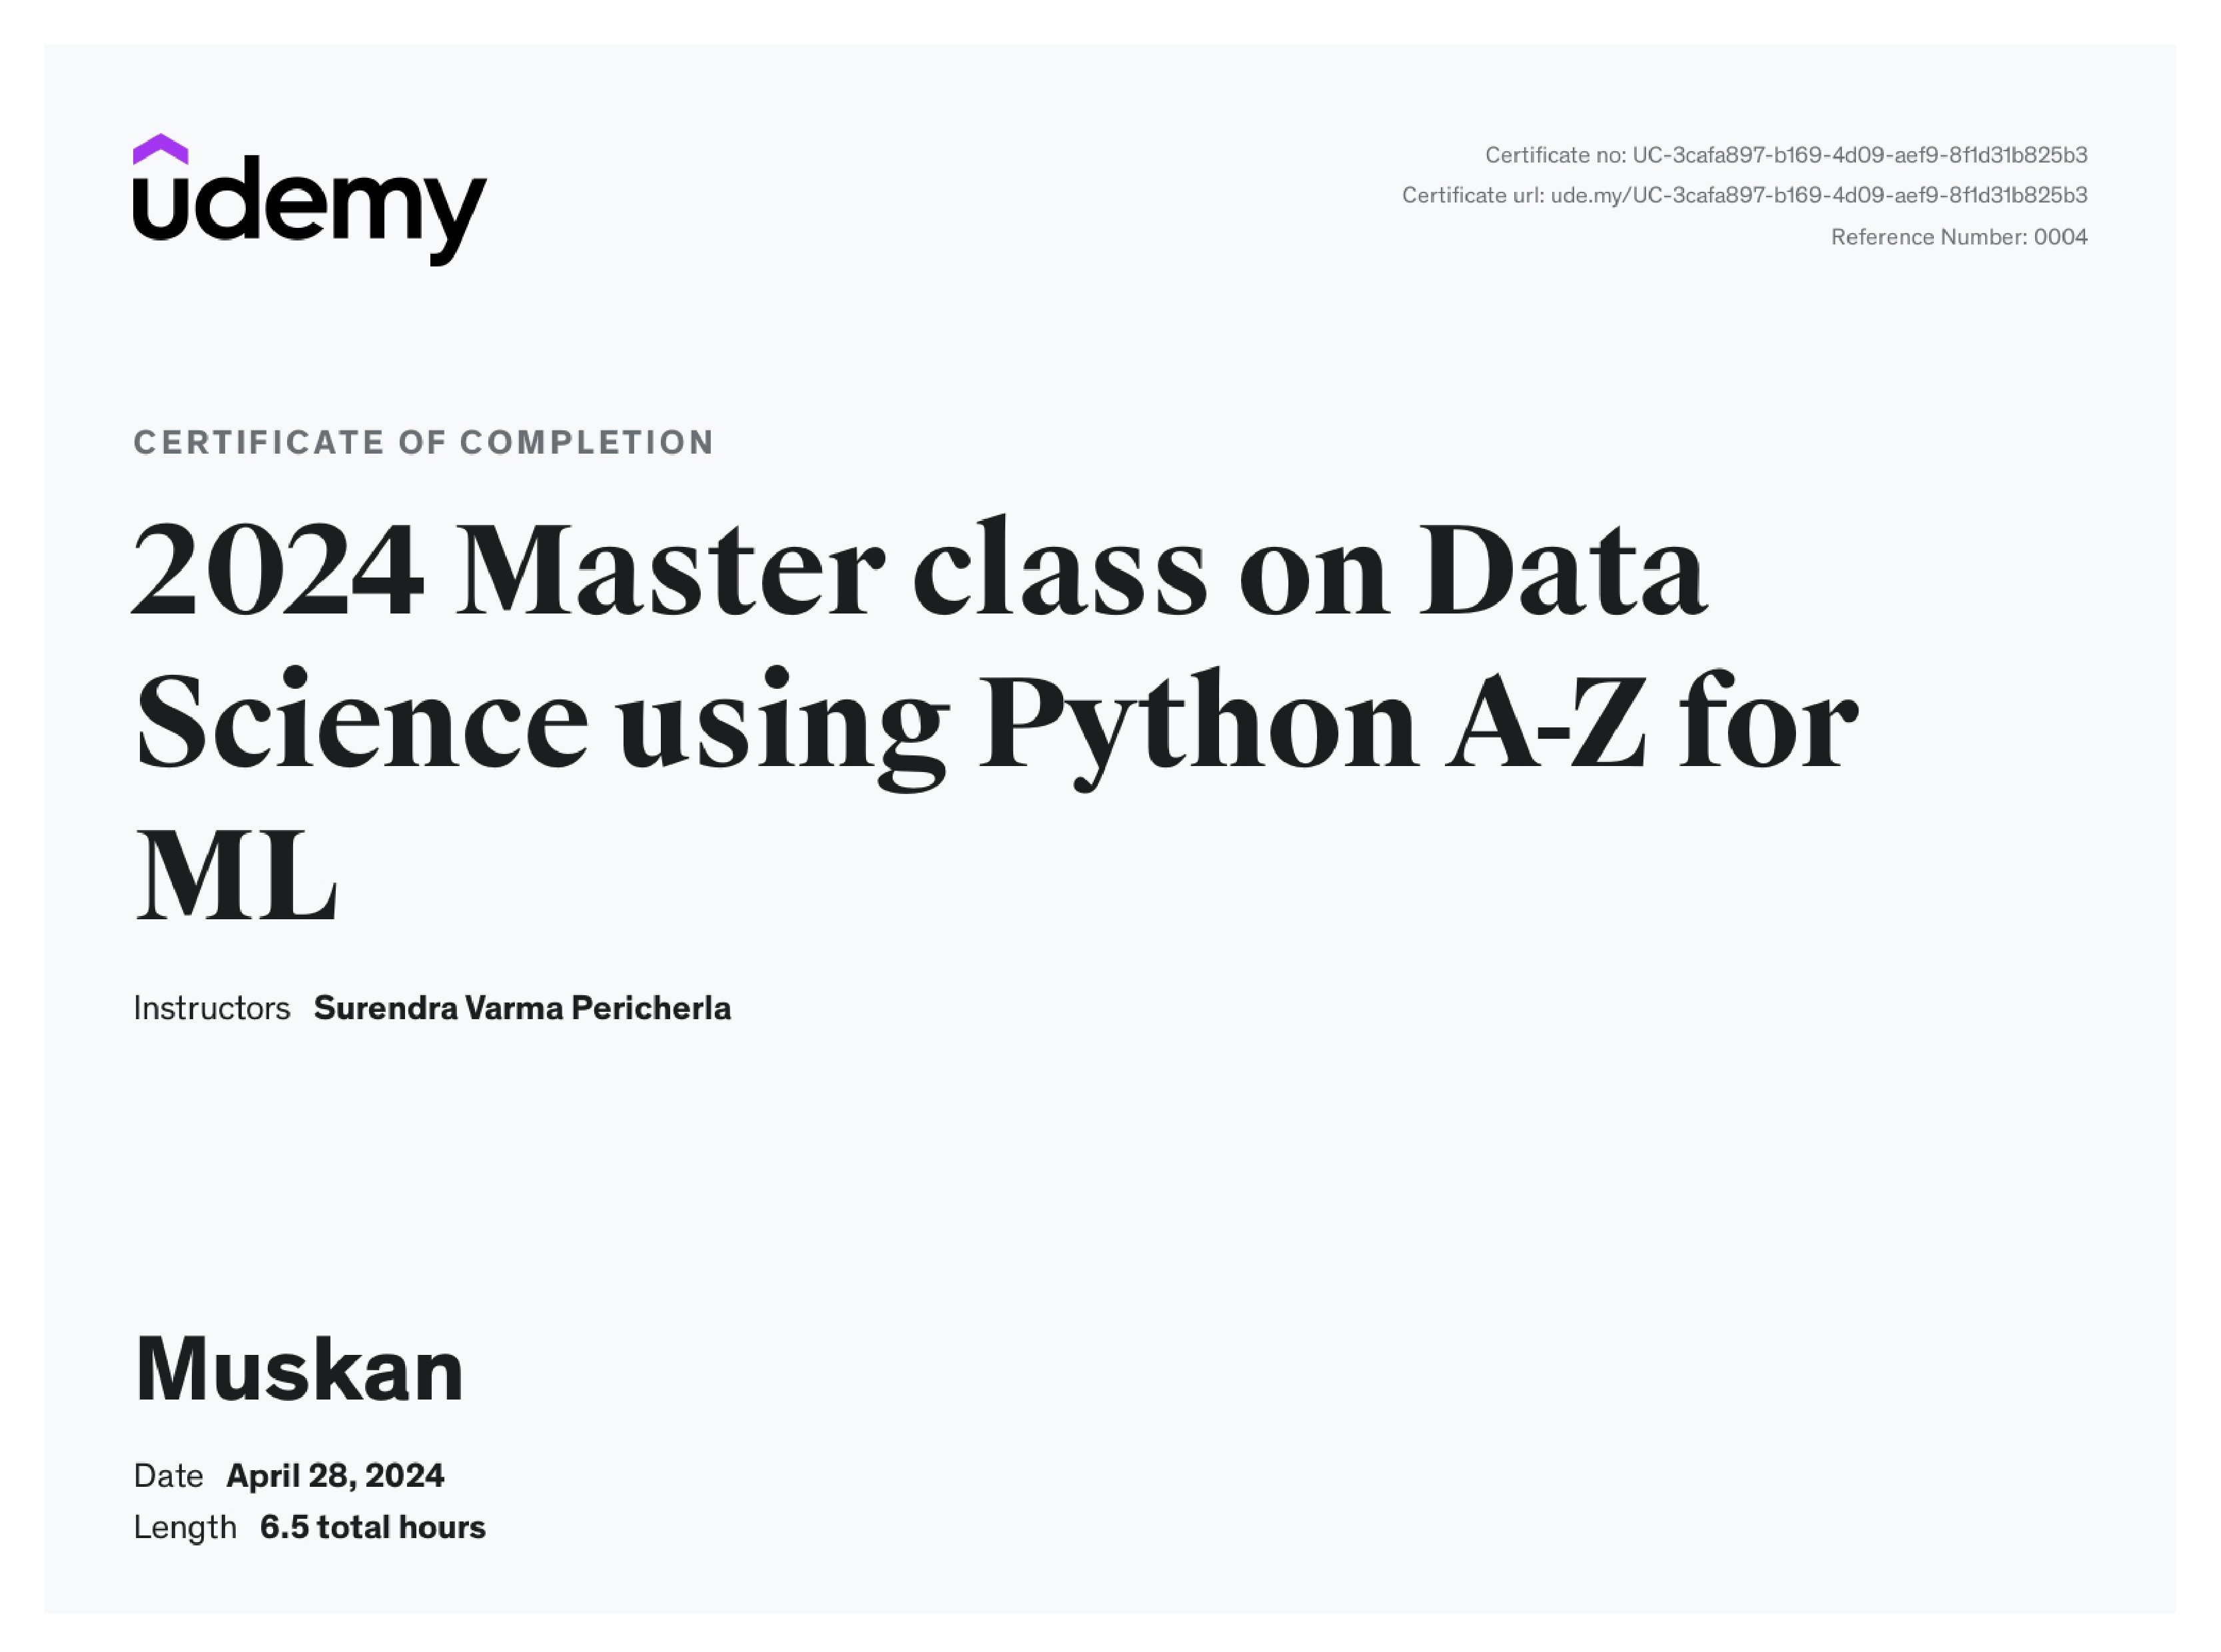 udemy
Certificate no: UC-3cafa897-b169-4d09-aef9-8f1d31b825b3
Certificate url: ude.my/UC-3cafa897-b169-4d09-aef9-8f1d31b825b3
Reference Number: 0004
CERTIFICATE OF COMPLETION
2024 Master class on Data
Science using Python A-Z for
ML
Instructors Surendra Varma Pericherla
Muskan
Date April 28, 2024
Length 6.5 total hours